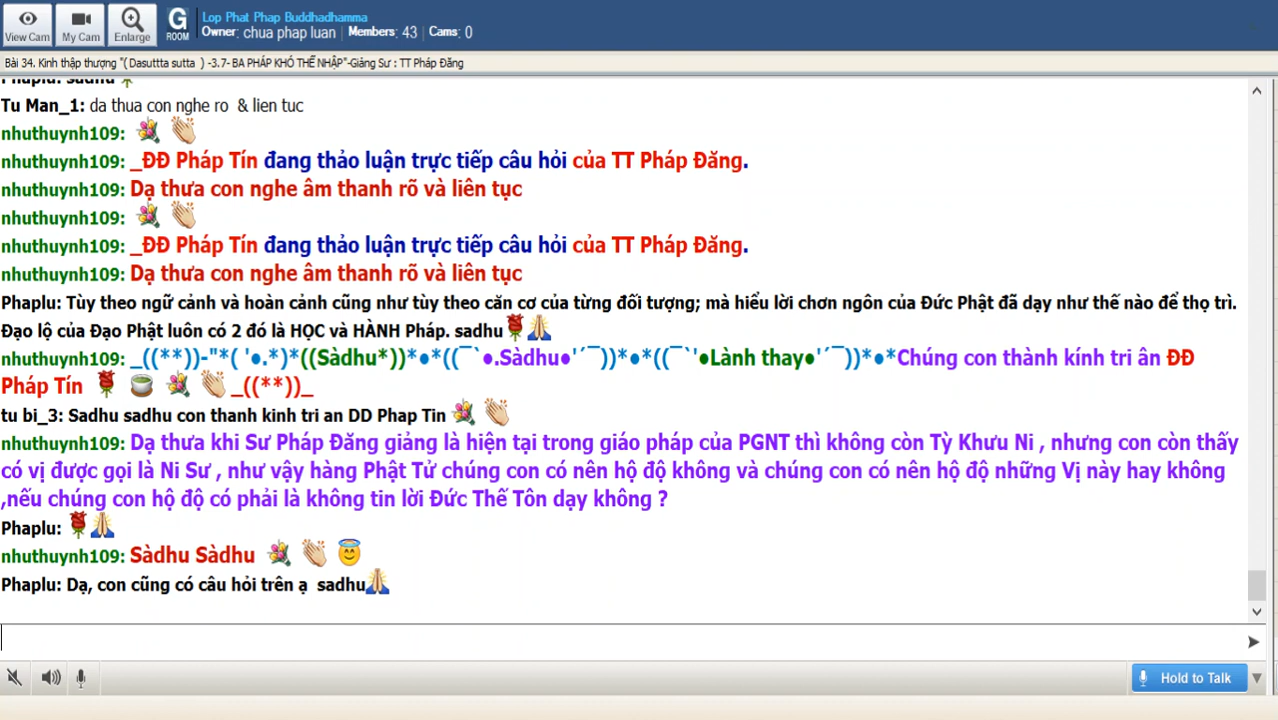 View Cam
My Cam
Enlarge
G
ROOM
Lop Phat Phap Buddhadhamma
Owner: chua phap luan | Members: 43 | Cams: 0
Bài 34. Kinh thập thượng "( Dasuttta sutta ) -3.7- BA PHÁP KHÓ THỂ NHẬP"-Giảng Sư : TT Pháp Đăng
Phaplu: sadhu
Tu Man_1: da thua con nghe ro & lien tuc
nhuthuynh109:
nhuthuynh109: _ĐĐ Pháp Tín đang thảo luận trực tiếp câu hỏi của TT Pháp Đăng.
nhuthuynh109: Dạ thưa con nghe âm thanh rõ và liên tục
nhuthuynh109:
nhuthuynh109: _ĐĐ Pháp Tín đang thảo luận trực tiếp câu hỏi của TT Pháp Đăng.
nhuthuynh109: Dạ thưa con nghe âm thanh rõ và liên tục
Phaplu: Tùy theo ngữ cảnh và hoàn cảnh cũng như tùy theo căn cơ của từng đối tượng; mà hiểu lời chơn ngôn của Đức Phật đã dạy như thế nào để thọ trì.
Đạo lộ của Đạo Phật luôn có 2 đó là HỌC và HÀNH Pháp. sadhu
nhuthuynh109: _((**))-"*( '●.*)*((Sàdhu*))*●*((¯`●.Sàdhu●'´¯))*●*((¯`'●Lành thay●'´¯))*●*Chúng con thành kính tri ân ĐĐ
Pháp Tín _((**))_
tu bi_3: Sadhu sadhu con thanh kinh tri an DD Phap Tin
nhuthuynh109: Dạ thưa khi Sư Pháp Đăng giảng là hiện tại trong giáo pháp của PGNT thì không còn Tỳ Khưu Ni , nhưng con còn thấy
có vị được gọi là Ni Sư , như vậy hàng Phật Tử chúng con có nên hộ độ không và chúng con có nên hộ độ những Vị này hay không
,nếu chúng con hộ độ có phải là không tin lời Đức Thế Tôn dạy không ?
Phaplu:
nhuthuynh109: Sàdhu Sàdhu
Phaplu: Dạ, con cũng có câu hỏi trên ạ sadhu
Hold to Talk